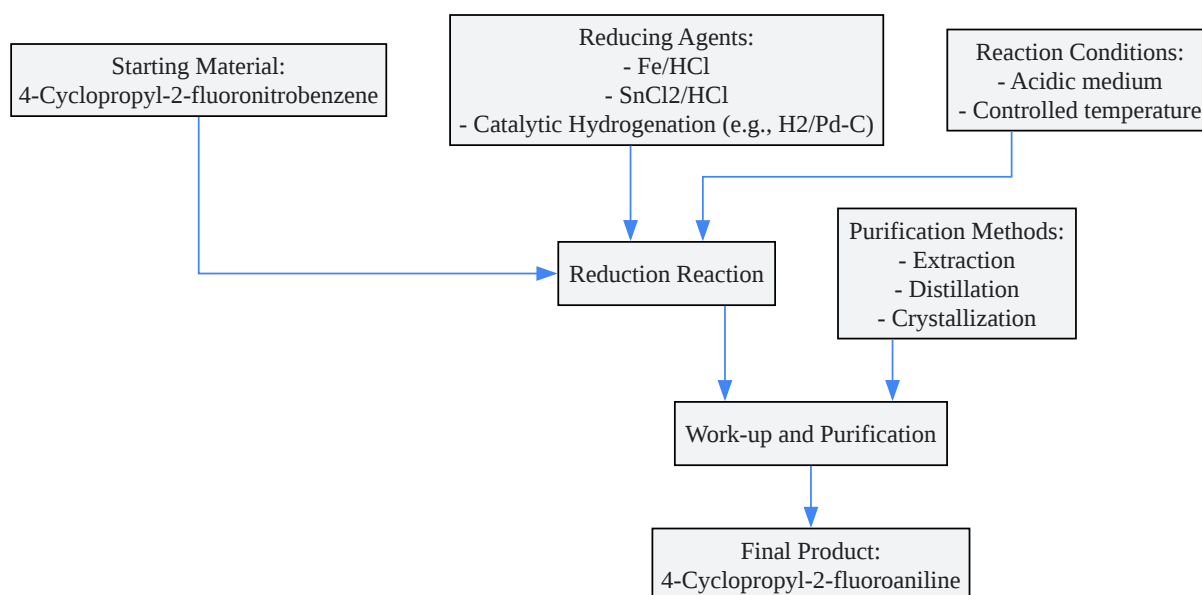 Starting Material:
4-Cyclopropyl-2-fluoronitrobenzene
Reducing Agents:
- Fe/HCl
- SnCl2/HCl
- Catalytic Hydrogenation (e.g., H2/Pd-C)
Reaction Conditions:
- Acidic medium
- Controlled temperature
Reduction Reaction
Purification Methods:
- Extraction
- Distillation
- Crystallization
Work-up and Purification
Final Product:
4-Cyclopropyl-2-fluoroaniline